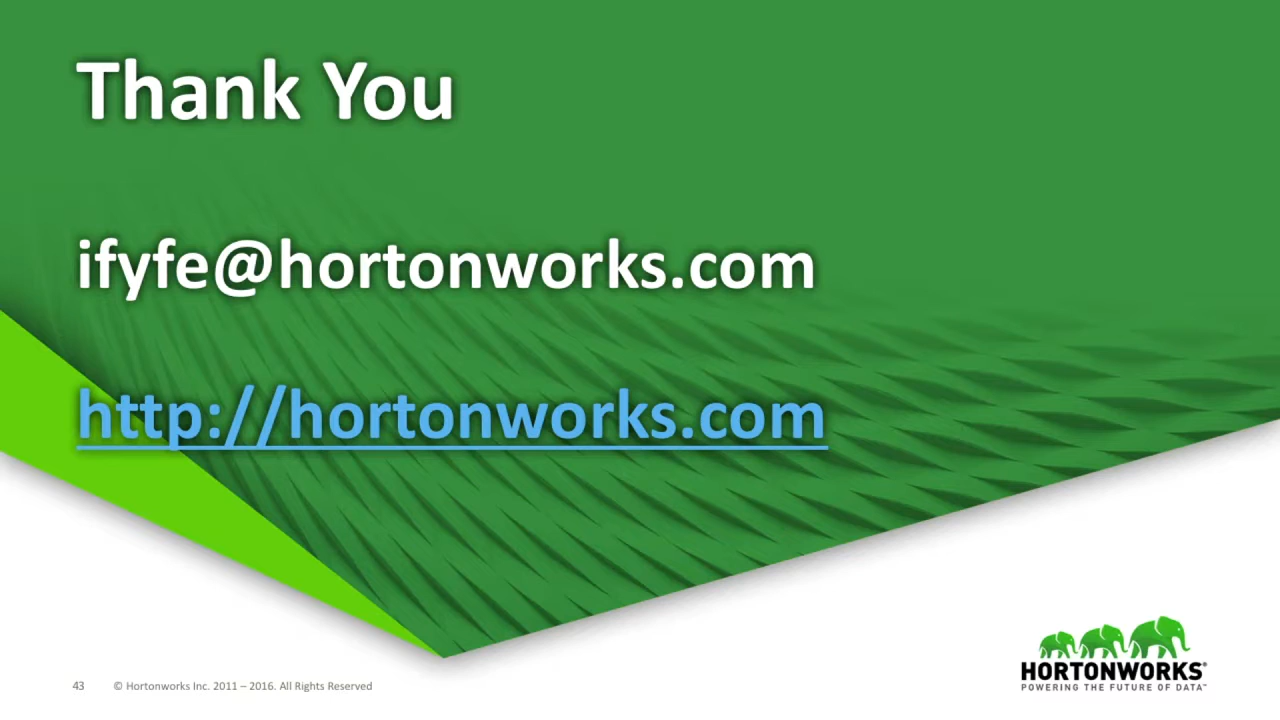 Thank You
ifyfe@hortonworks.com
http://hortonworks.com
HORTONWORKS®
POWERING THE FUTURE OF DATA™
43 © Hortonworks Inc. 2011 – 2016. All Rights Reserved